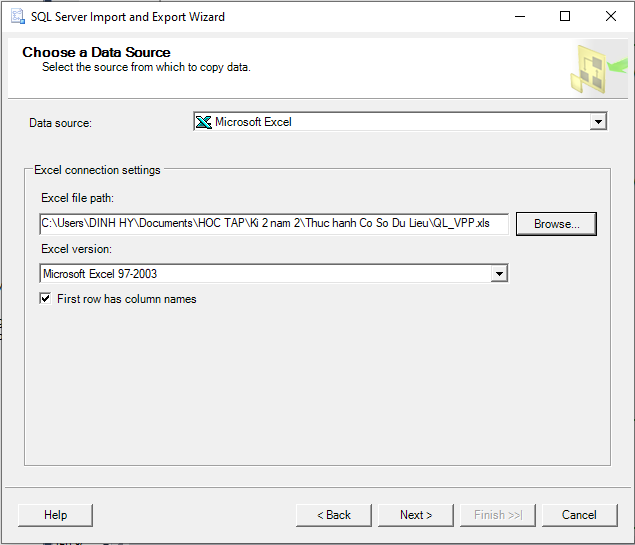 SQL Server Import and Export Wizard
Choose a Data Source
Select the source from which to copy data.
Data source:
Microsoft Excel
Excel connection settings
Excel file path:
C:\Users\DINH HY\Documents\HOC TAP\Ki 2 nam 2\Thuc hanh Co So Du Lieu\QL_VPP.xls
Browse...
Excel version:
Microsoft Excel 97-2003
First row has column names
Help
< Back
Next >
Finish >>|
Cancel